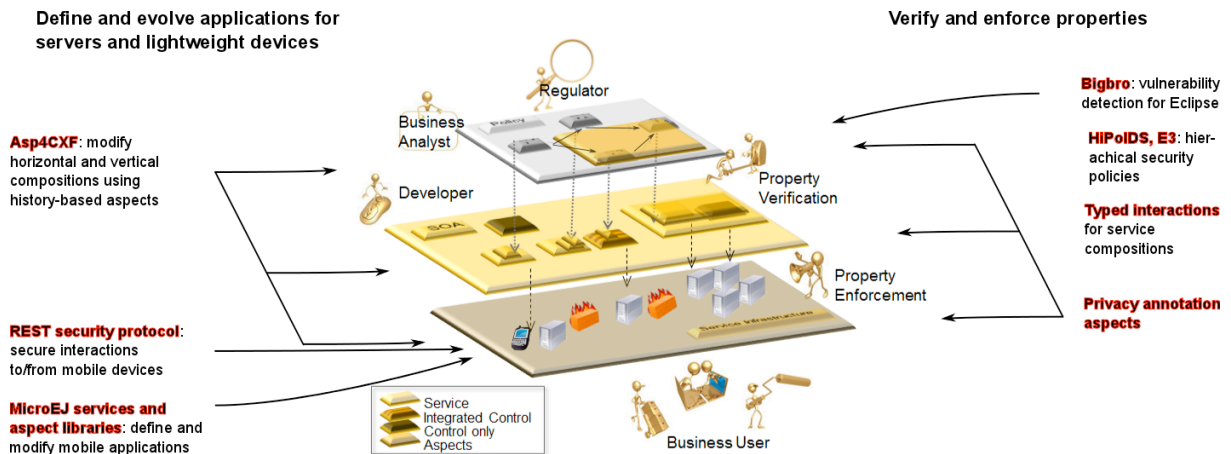 Define and evolve applications for
servers and lightweight devices
Verify and enforce properties
Asp4CXF: modify
horizontal and vertical
compositions using
history-based aspects
REST security protocol:
secure interactions
to/from mobile devices
MicroEJ services and
aspect libraries: define and
modify mobile applications
Regulator
Business
Analyst
Policy
Developer
Property
Verification
SOA
Property
Enforcement
Service Infrastructure
Service
Integrated Control
Control only
Aspects
Business User
Bigbro: vulnerability
detection for Eclipse
HiPoIDS, E3: hier-
achical security
policies
Typed interactions
for service
compositions
Privacy annotation
aspects